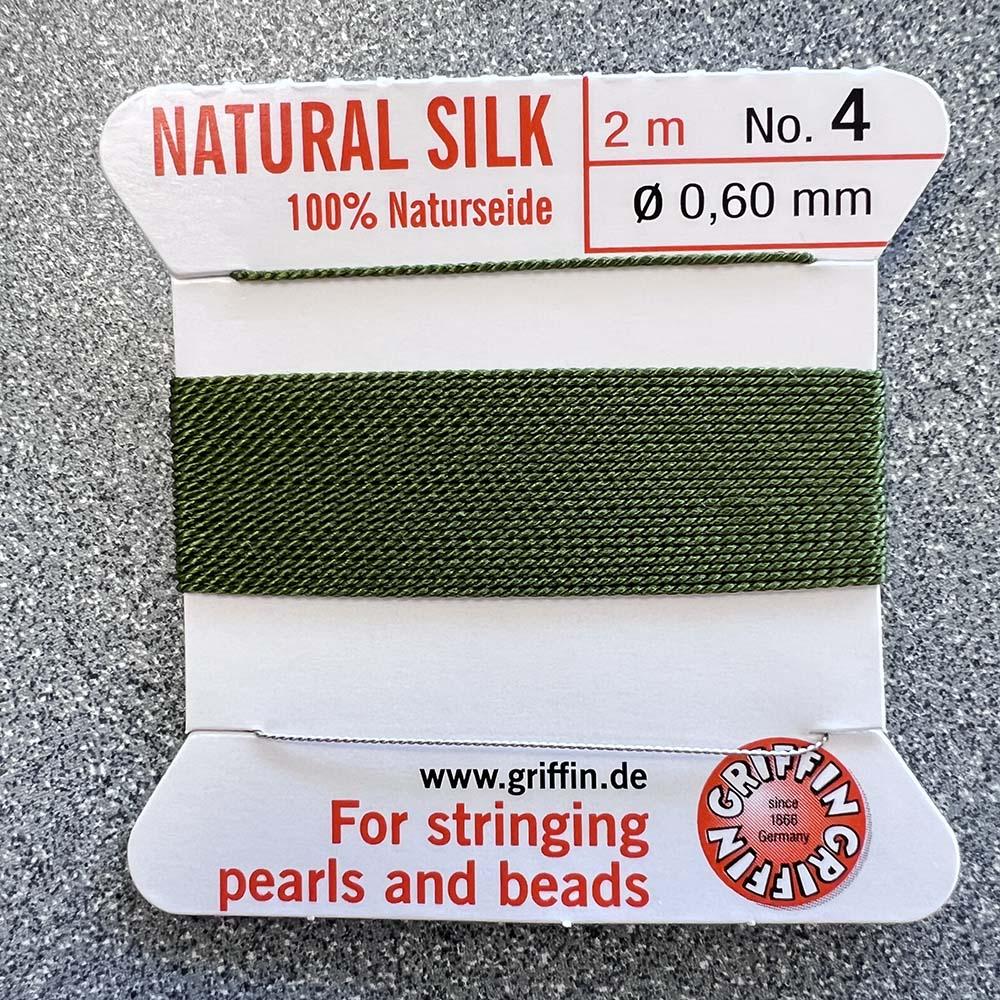 NATURAL SILK
100% Naturseide
2 m No. 4
Ø 0,60 mm
www.griffin.de
For stringing
pearls and beads
GRIFFIN GRIFFIN GRIFFIN
since
1866
Germany